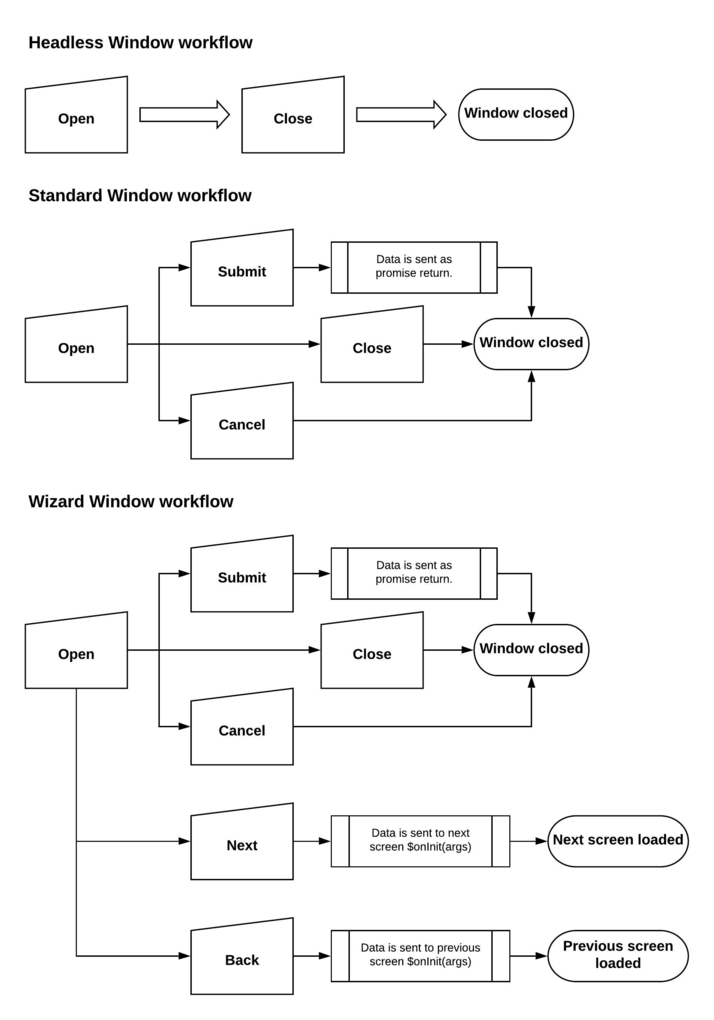 Headless Window workflow
Open
Close
Window closed
Standard Window workflow
Submit
Data is sent as
promise return.
Open
Close
Window closed
Cancel
Wizard Window workflow
Submit
Data is sent as
promise return.
Open
Close
Window closed
Cancel
Next
Data is sent to next
screen $onInit(args)
Next screen loaded
Back
Data is sent to previous
screen $onInit(args)
Previous screen
loaded